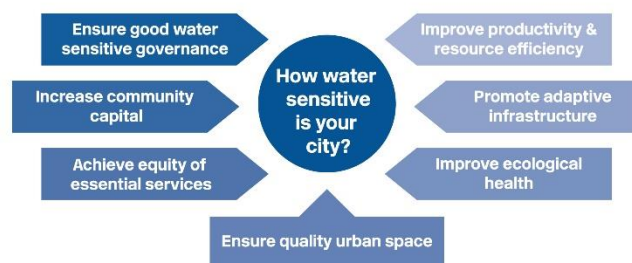 Ensure good water
sensitive governance
Increase community
capital
Achieve equity of
essential services
How water
sensitive
is your
city?
Improve productivity &
resource efficiency
Promote adaptive
infrastructure
Improve ecological
health
Ensure quality urban space